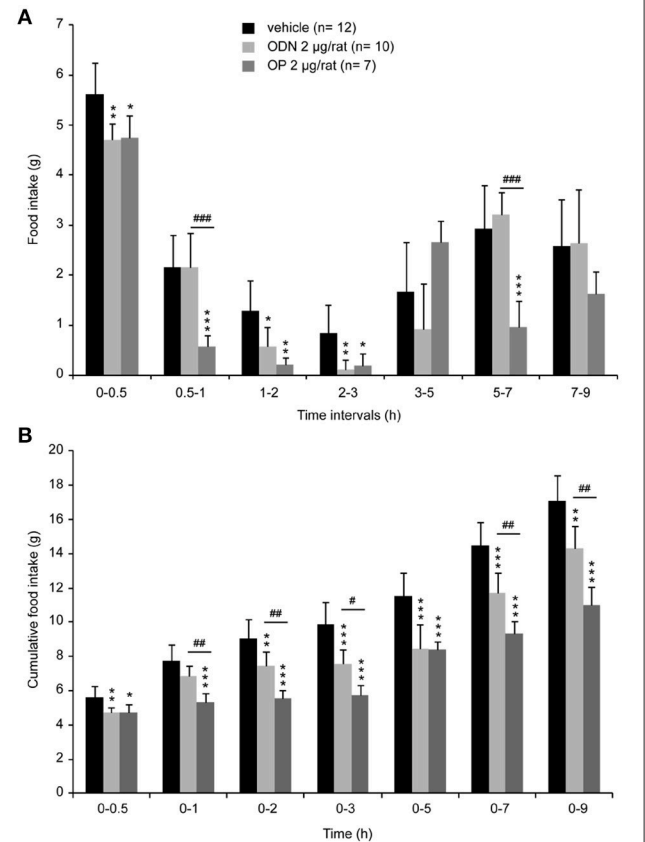 A
vehicle (n= 12)
ODN 2 µg/rat (n= 10)
OP 2 µg/rat (n= 7)
Food intake (g)
7
6
5
4
3
2
1
0
** *
### ***
* **
** *
### ***
0-0.5 0.5-1 1-2 2-3 3-5 5-7 7-9
Time intervals (h)
B
Cumulative food intake (g)
20
18
16
14
12
10
8
6
4
2
0
** *
## ***
## ** ***
# *** ***
*** ***
## *** ***
## ** ***
0-0.5 0-1 0-2 0-3 0-5 0-7 0-9
Time (h)